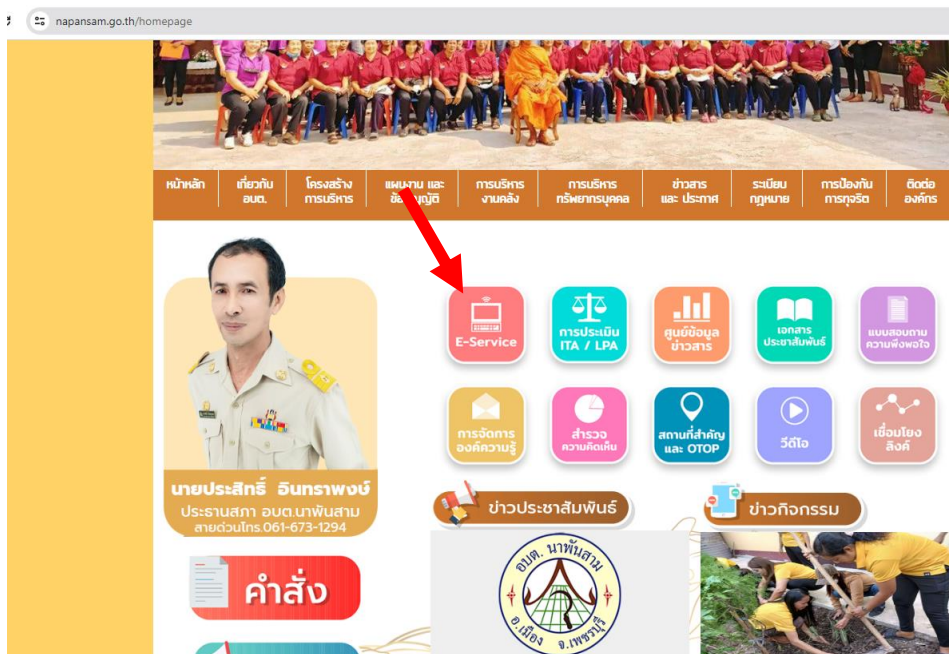 napansam.go.th/homepage
หน้าหลัก
เกี่ยวกับ
อบต.
โครงสร้าง
การบริหาร
แผนงาน และ
การบริหาร
งานคลัง
การบริหาร
ทรัพยากรบุคคล
ข่าวสาร
และ ประกาศ
ระเบียบ
กฎหมาย
การป้องกัน
การทุจริต
ติดต่อ
องค์กร
E-Service
การประเมิน
ITA / LPA
ศูนย์ข้อมูล
ข่าวสาร
เอกสาร
ประชาสัมพันธ์
แบบสอบถาม
ความพึงพอใจ
การจัดการ
องค์ความรู้
สำรวจ
ความคิดเห็น
สถานที่สำคัญ
และ OTOP
วีดีโอ
เชื่อมโยง
ลิงค์
นายประสิทธิ์ อินทราพงษ์
ประธานสภา อบต.นาพันสาม
สายด่วนโทร.061-673-1294
คำสั่ง
ข่าวประชาสัมพันธ์
ข่าวกิจกรรม
อบต. นาพันสาม
อ.เมือง จ.เพชรบุรี